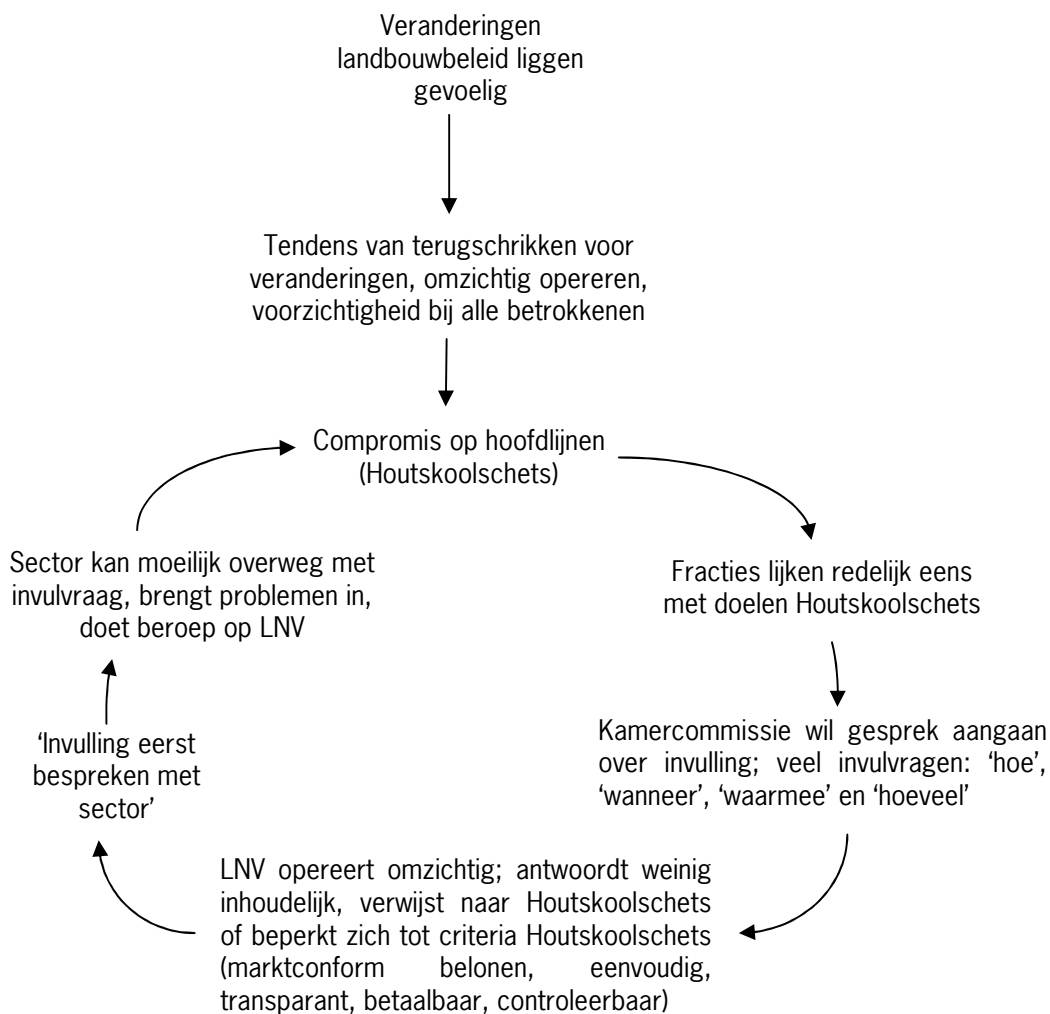 Veranderingen
landbouwbeleid liggen
gevoelig
Tendens van terugschrikken voor
veranderingen, omzichtig opereren,
voorzichtigheid bij alle betrokkenen
Compromis op hoofdlijnen
(Houtskoolschets)
Fracties lijken redelijk eens
met doelen Houtskoolschets
Kamercommissie wil gesprek aangaan
over invulling; veel invulvragen: ‘hoe’,
‘wanneer’, ‘waarmee’ en ‘hoeveel’
LNV opereert omzichtig; antwoordt weinig
inhoudelijk, verwijst naar Houtskoolschets
of beperkt zich tot criteria Houtskoolschets
(marktconform belonen, eenvoudig,
transparant, betaalbaar, controleerbaar)
‘Invulling eerst
bespreken met
sector’
Sector kan moeilijk overweg met
invulvraag, brengt problemen in,
doet beroep op LNV